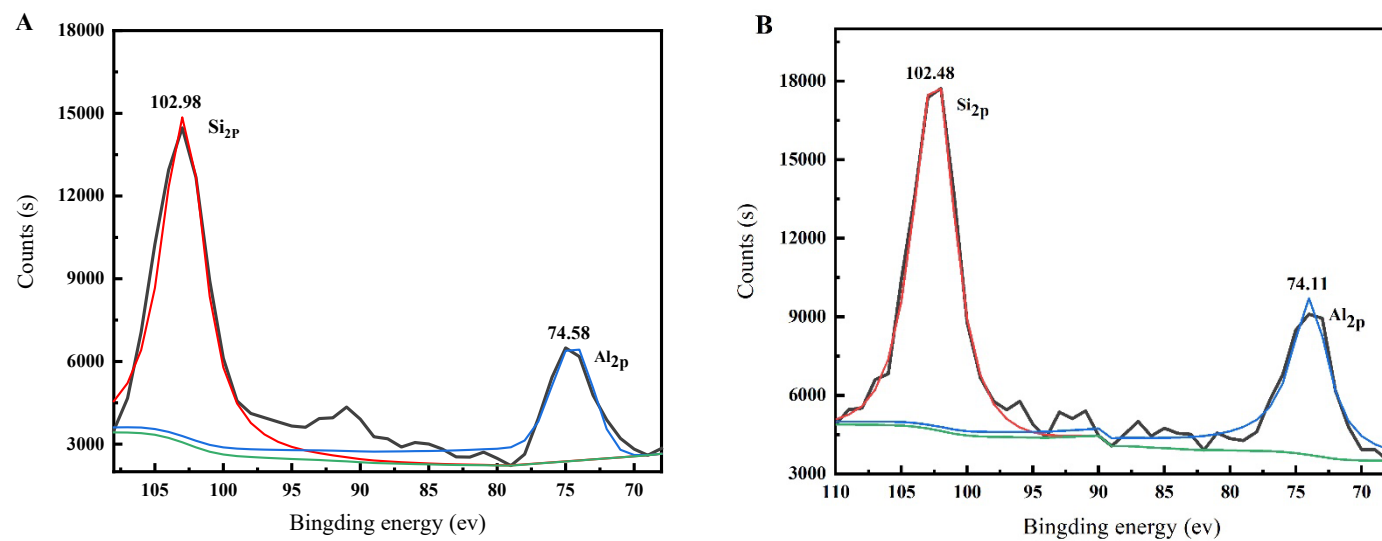 A
18000
15000
12000
9000
6000
3000
Counts (s)
102.98
Si2P
74.58
Al2p
105 100 95 90 85 80 75 70
Bingding energy (ev)
B
18000
15000
12000
9000
6000
3000
Counts (s)
102.48
Si2p
74.11
Al2p
110 105 100 95 90 85 80 75 70
Bingding energy (ev)